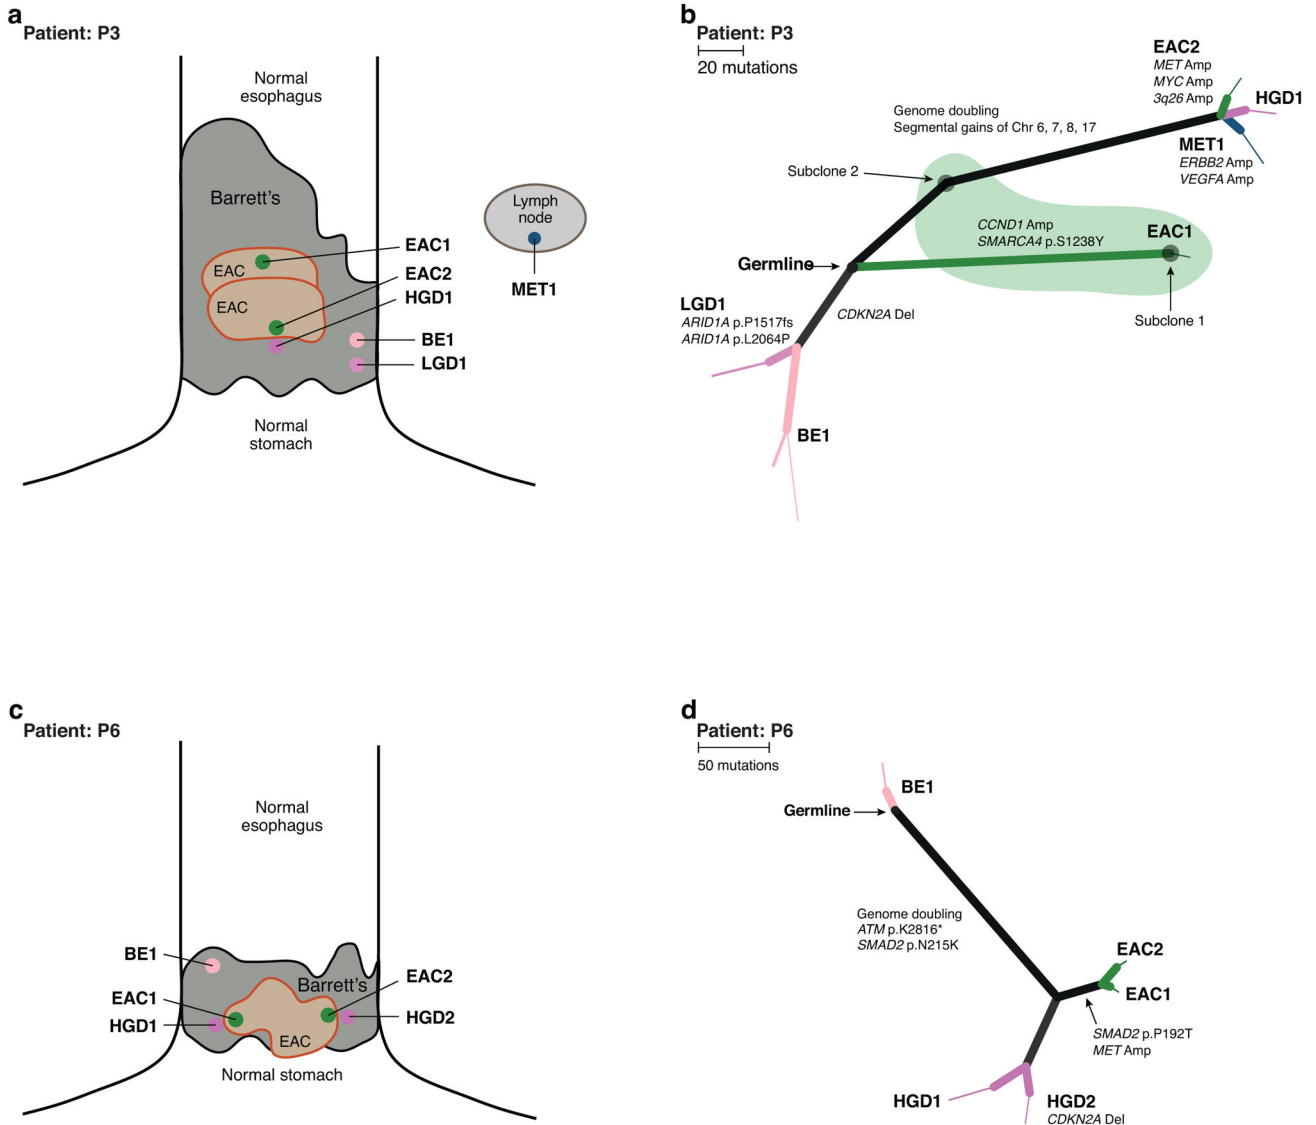 a
Patient: P3
Normal
esophagus
Barrett's
EAC
EAC
EAC1
EAC2
HGD1
BE1
LGD1
Lymph
node
MET1
Normal
stomach
b
Patient: P3
20 mutations
EAC2
MET Amp
MYC Amp
3q26 Amp
HGD1
Genome doubling
Segmental gains of Chr 6, 7, 8, 17
MET1
ERBB2 Amp
VEGFA Amp
Subclone 2
CCND1 Amp
SMARCA4 p.S1238Y
EAC1
Germline
Subclone 1
LGD1
ARID1A p.P1517fs
ARID1A p.L2064P
CDKN2A Del
BE1
c
Patient: P6
Normal
esophagus
BE1
EAC1
HGD1
Barrett's
EAC
EAC2
HGD2
Normal stomach
d
Patient: P6
50 mutations
BE1
Germline
Genome doubling
ATM p.K2816*
SMAD2 p.N215K
EAC2
EAC1
SMAD2 p.P192T
MET Amp
HGD1
HGD2
CDKN2A Del